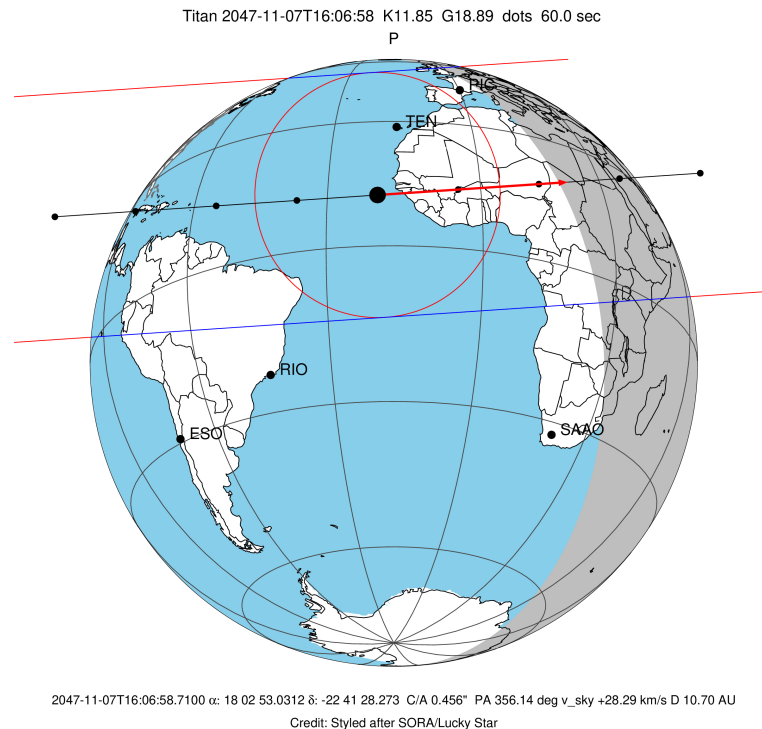 Titan 2047-11-07T16:06:58 K11.85 G18.89 dots 60.0 sec
P
PIC
TEN
RIO
ESO
SAAO
2047-11-07T16:06:58.7100 α: 18 02 53.0312 δ: -22 41 28.273 C/A 0.456" PA 356.14 deg v_sky +28.29 km/s D 10.70 AU
Credit: Styled after SORA/Lucky Star